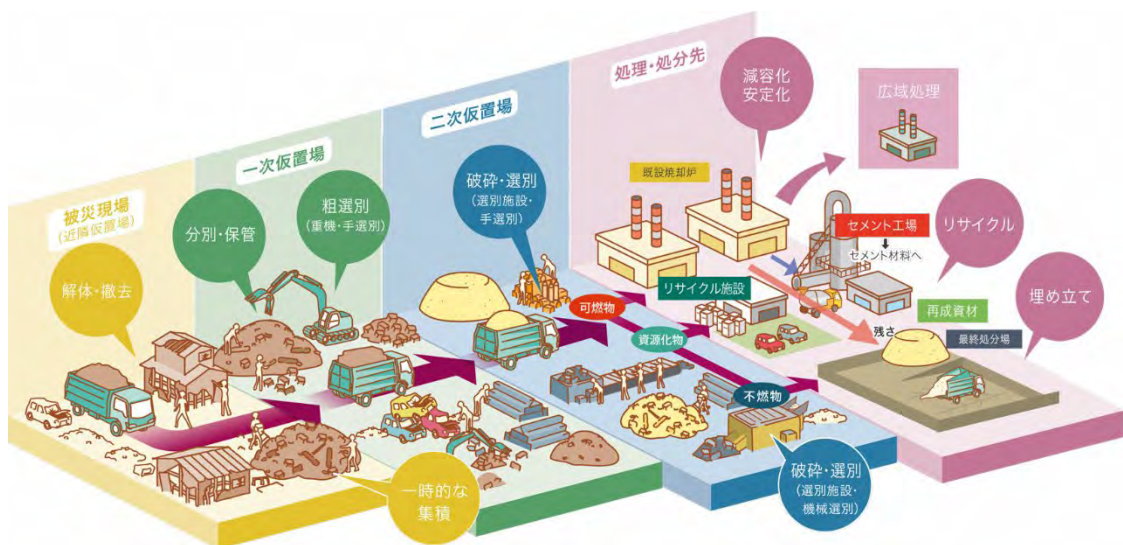 被災現場
(近隣仮置場)
解体・撤去
一時的な
集積
一次仮置場
分別・保管
粗選別
(重機・手選別)
二次仮置場
破砕・選別
(選別施設・
手選別)
可燃物
資源化物
不燃物
破砕・選別
(選別施設・
機械選別)
処理・処分先
減容化
安定化
広域処理
既設焼却炉
セメント工場
セメント材料へ
リサイクル
リサイクル施設
再成資材
残さ
最終処分場
埋め立て